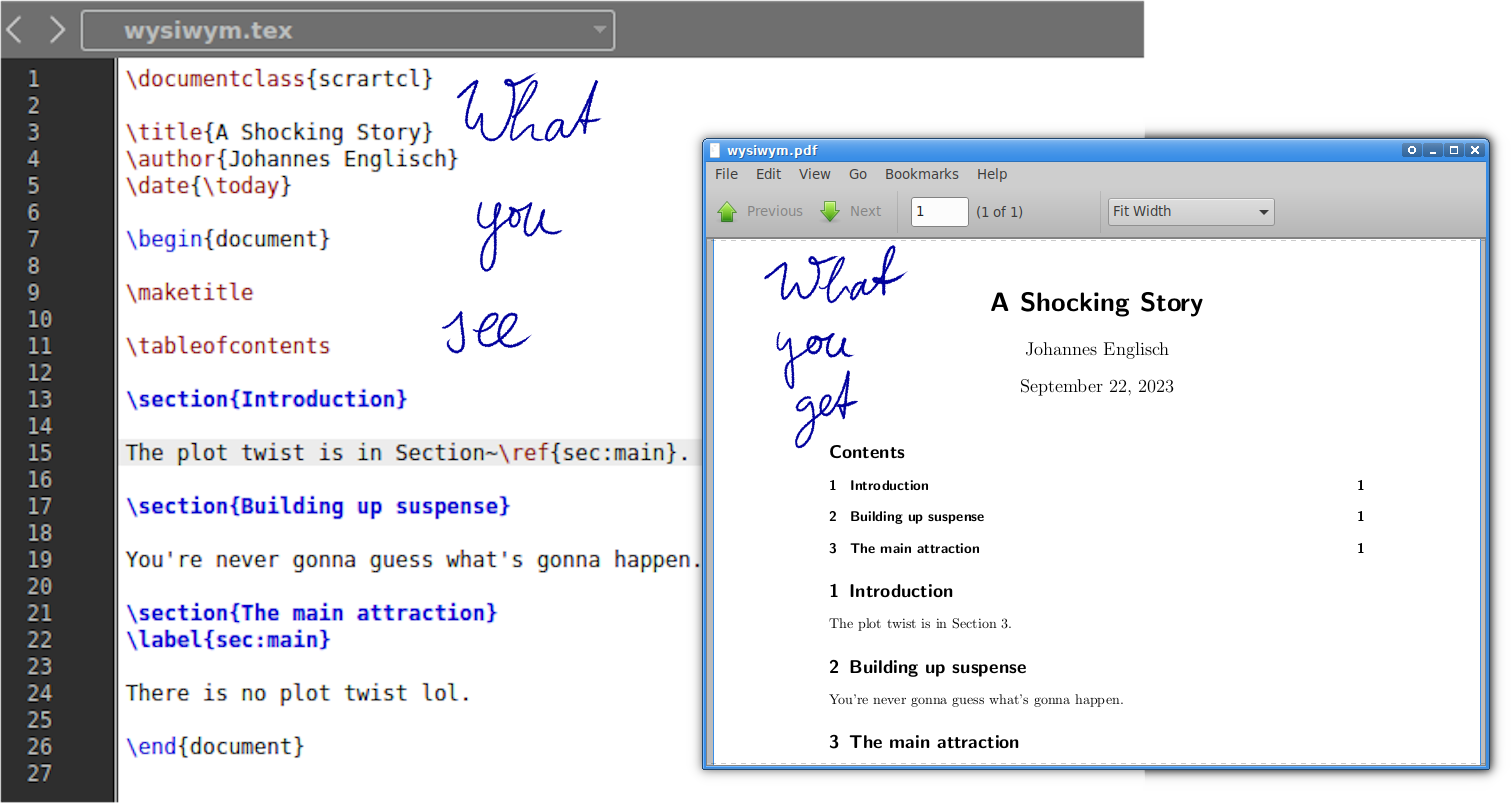 wysiwym.tex
1 \documentclass{scrartcl}
2
3 \title{A Shocking Story}
4 \author{Johannes Englisch}
5 \date{\today}
6
7 \begin{document}
8
9 \maketitle
10
11 \tableofcontents
12
13 \section{Introduction}
14
15 The plot twist is in Section~\ref{sec:main}.
16
17 \section{Building up suspense}
18
19 You're never gonna guess what's gonna happen.
20
21 \section{The main attraction}
22 \label{sec:main}
23
24 There is no plot twist lol.
25
26 \end{document}
27
What
you
see
wysiwym.pdf
File Edit View Go Bookmarks Help
Previous Next 1 (1 of 1) Fit Width
What
you
get
A Shocking Story
Johannes Englisch
September 22, 2023
Contents
1 Introduction 1
2 Building up suspense 1
3 The main attraction 1
1 Introduction
The plot twist is in Section 3.
2 Building up suspense
You're never gonna guess what's gonna happen.
3 The main attraction